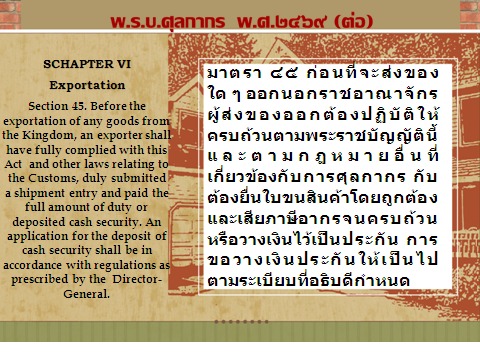 พ.ร.บ.ศุลกากร พ.ศ.๒๔๖๙ (ต่อ)
SCHAPTER VI
Exportation
Section 45. Before the
exportation of any goods from
the Kingdom, an exporter shall
have fully complied with this
Act and other laws relating to
the Customs, duly submitted
a shipment entry and paid the
full amount of duty or
deposited cash security. An
application for the deposit of
cash security shall be in
accordance with regulations as
prescribed by the Director-
General.
มาตรา ๔๕ ก่อนที่จะส่งของ
ใด ๆ ออกนอกราชอาณาจักร
ผู้ส่งของออกต้องปฏิบัติให้
ครบถ้วนตามพระราชบัญญัตินี้
และตามกฎหมายอื่นที่
เกี่ยวข้องกับการศุลกากร กับ
ต้องยื่นใบขนสินค้าโดยถูกต้อง
และเสียภาษีอากรจนครบถ้วน
หรือวางเงินไว้เป็นประกัน การ
ขอวางเงินประกันให้เป็นไป
ตามระเบียบที่อธิบดีกำหนด